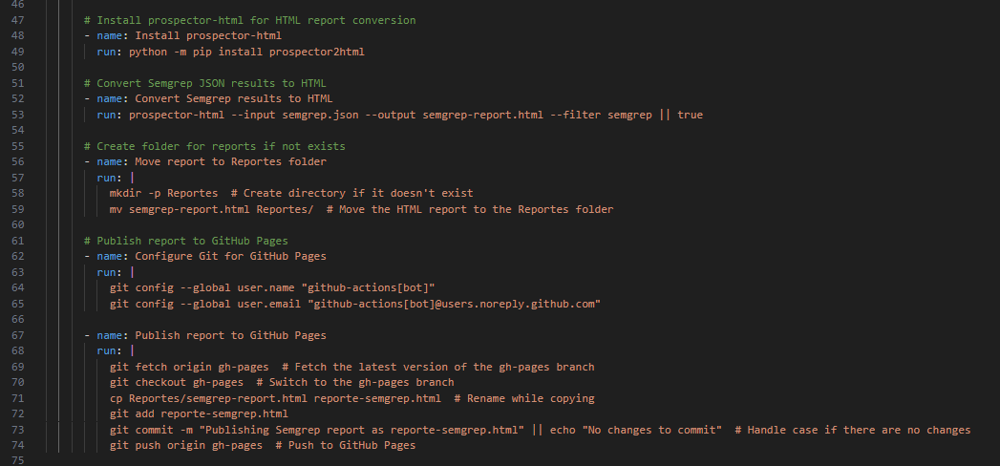 46
47 # Install prospector-html for HTML report conversion
48 - name: Install prospector-html
49 run: python -m pip install prospector2html
50
51 # Convert Semgrep JSON results to HTML
52 - name: Convert Semgrep results to HTML
53 run: prospector-html --input semgrep.json --output semgrep-report.html --filter semgrep || true
54
55 # Create folder for reports if not exists
56 - name: Move report to Reportes folder
57 run: |
58 mkdir -p Reportes  # Create directory if it doesn't exist
59 mv semgrep-report.html Reportes/  # Move the HTML report to the Reportes folder
60
61 # Publish report to GitHub Pages
62 - name: Configure Git for GitHub Pages
63 run: |
64 git config --global user.name "github-actions[bot]"
65 git config --global user.email "github-actions[bot]@users.noreply.github.com"
66
67 - name: Publish report to GitHub Pages
68 run: |
69 git fetch origin gh-pages  # Fetch the latest version of the gh-pages branch
70 git checkout gh-pages  # Switch to the gh-pages branch
71 cp Reportes/semgrep-report.html reporte-semgrep.html  # Rename while copying
72 git add reporte-semgrep.html
73 git commit -m "Publishing Semgrep report as reporte-semgrep.html" || echo "No changes to commit"  # Handle case if there are no changes
74 git push origin gh-pages  # Push to GitHub Pages
75